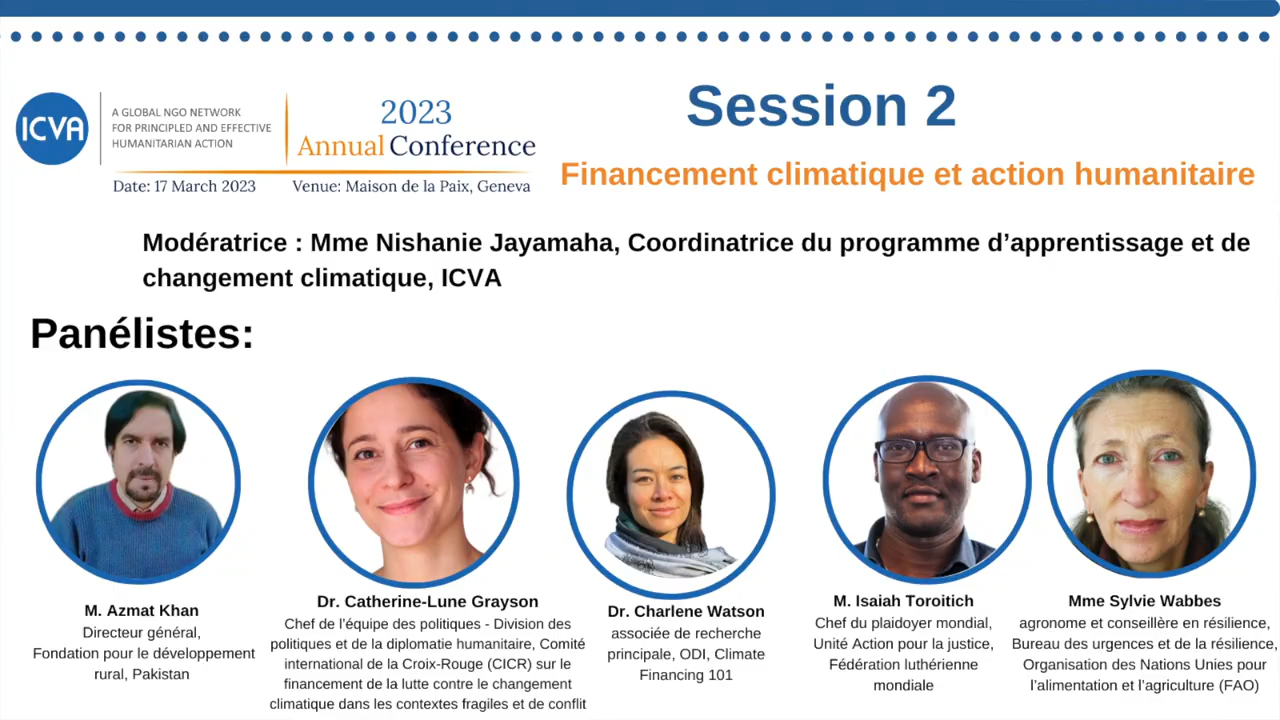 ICVA
A GLOBAL NGO NETWORK
FOR PRINCIPLED AND EFFECTIVE
HUMANITARIAN ACTION
2023
Annual Conference
Date: 17 March 2023
Venue: Maison de la Paix, Geneva
Session 2
Financement climatique et action humanitaire
Modératrice : Mme Nishanie Jayamaha, Coordinatrice du programme d’apprentissage et de
changement climatique, ICVA
Panélistes:
M. Azmat Khan
Directeur général,
Fondation pour le développement
rural, Pakistan
Dr. Catherine-Lune Grayson
Chef de l’équipe des politiques - Division des
politiques et de la diplomatie humanitaire, Comité
international de la Croix-Rouge (CICR) sur le
financement de la lutte contre le changement
climatique dans les contextes fragiles et de conflit
Dr. Charlene Watson
associée de recherche
principale, ODI, Climate
Financing 101
M. Isaiah Toroitich
Chef du plaidoyer mondial,
Unité Action pour la justice,
Fédération luthérienne
mondiale
Mme Sylvie Wabbes
agronome et conseillère en résilience,
Bureau des urgences et de la résilience,
Organisation des Nations Unies pour
l’alimentation et l’agriculture (FAO)